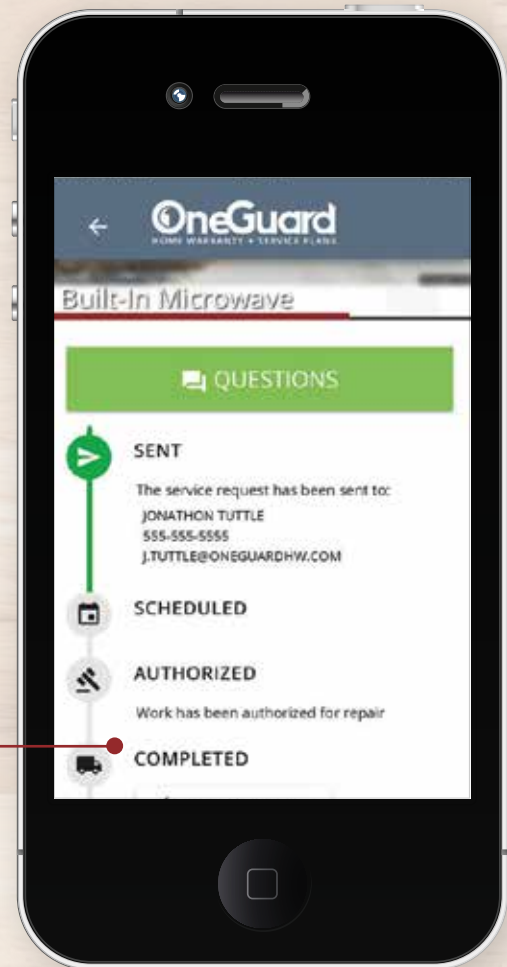 OneGuard
HOME WARRANTY + SERVICE PLANS
Built-In Microwave
QUESTIONS
SENT
The service request has been sent to:
JONATHON TUTTLE
555-555-5555
J.TUTTLE@ONEGUARDHW.COM
SCHEDULED
AUTHORIZED
Work has been authorized for repair
COMPLETED